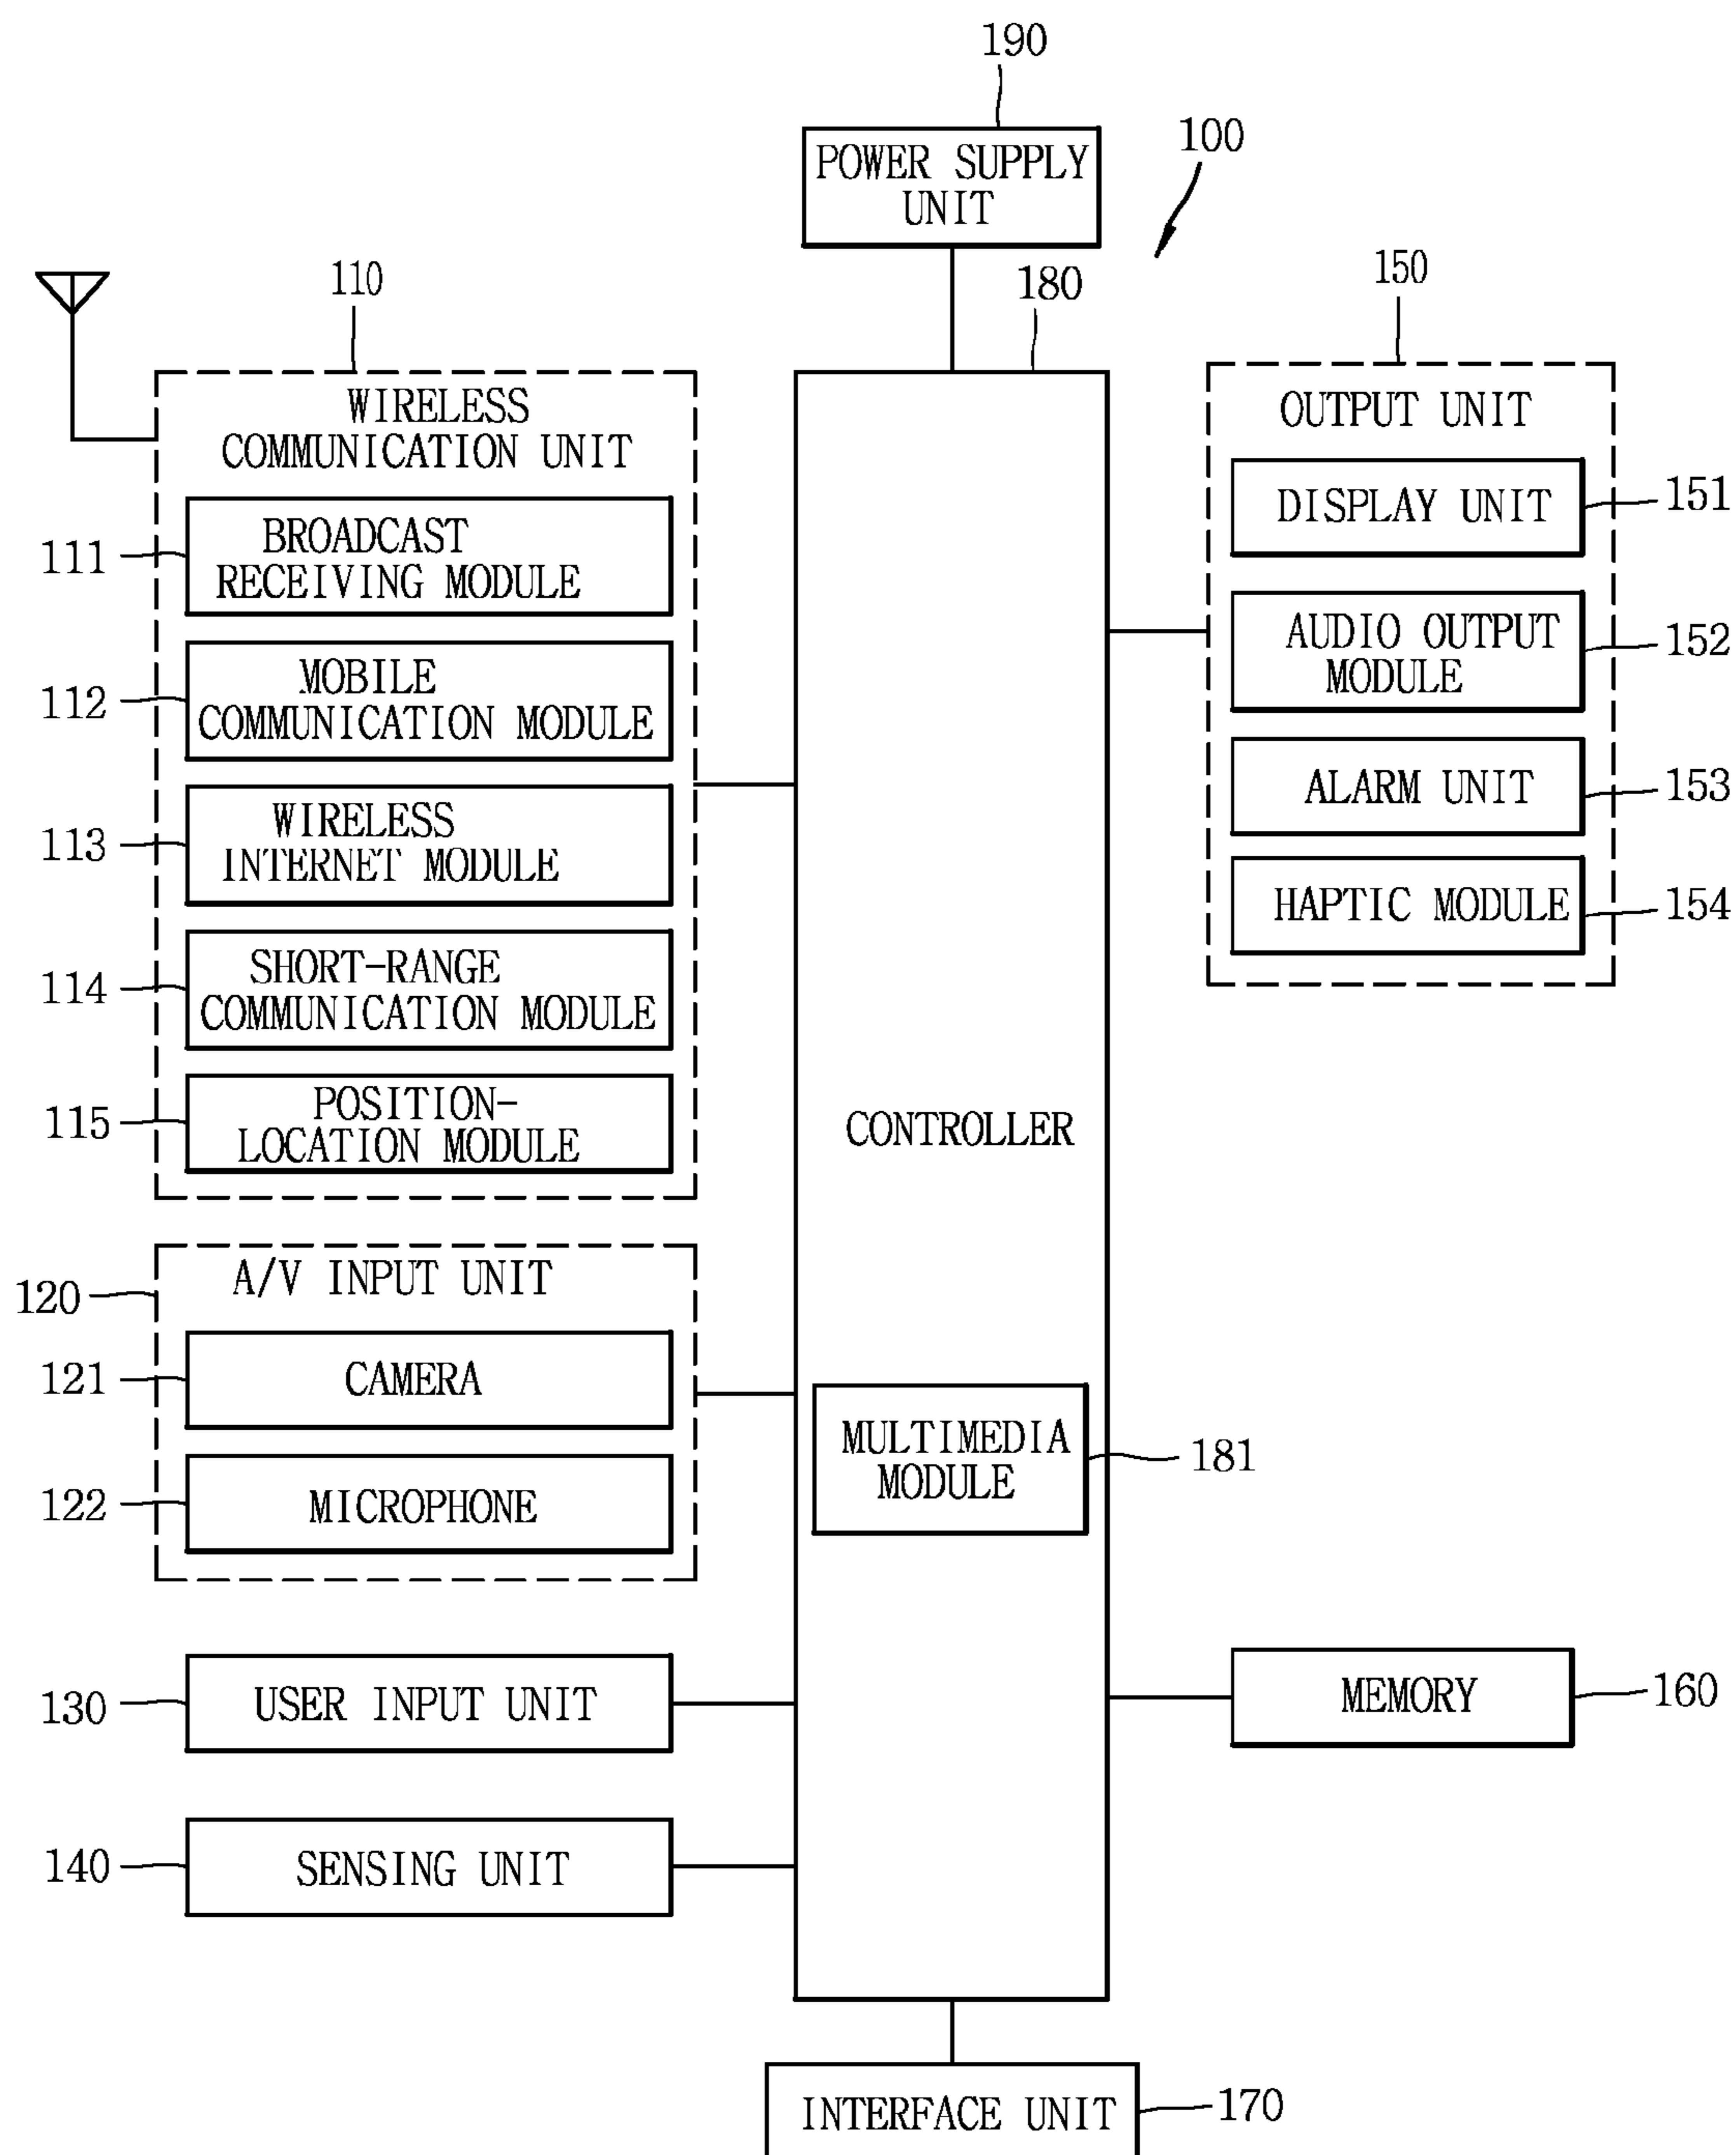 190
POWER SUPPLY
UNIT
100
110
180
150
WIRELESS
COMMUNICATION UNIT
111
BROADCAST
RECEIVING MODULE
112
MOBILE
COMMUNICATION MODULE
113
WIRELESS
INTERNET MODULE
114
SHORT-RANGE
COMMUNICATION MODULE
115
POSITION-
LOCATION MODULE
120
A/V INPUT UNIT
121
CAMERA
122
MICROPHONE
130
USER INPUT UNIT
140
SENSING UNIT
CONTROLLER
MULTIMEDIA
MODULE
181
OUTPUT UNIT
DISPLAY UNIT
151
AUDIO OUTPUT
MODULE
152
ALARM UNIT
153
HAPTIC MODULE
154
MEMORY
160
INTERFACE UNIT
170